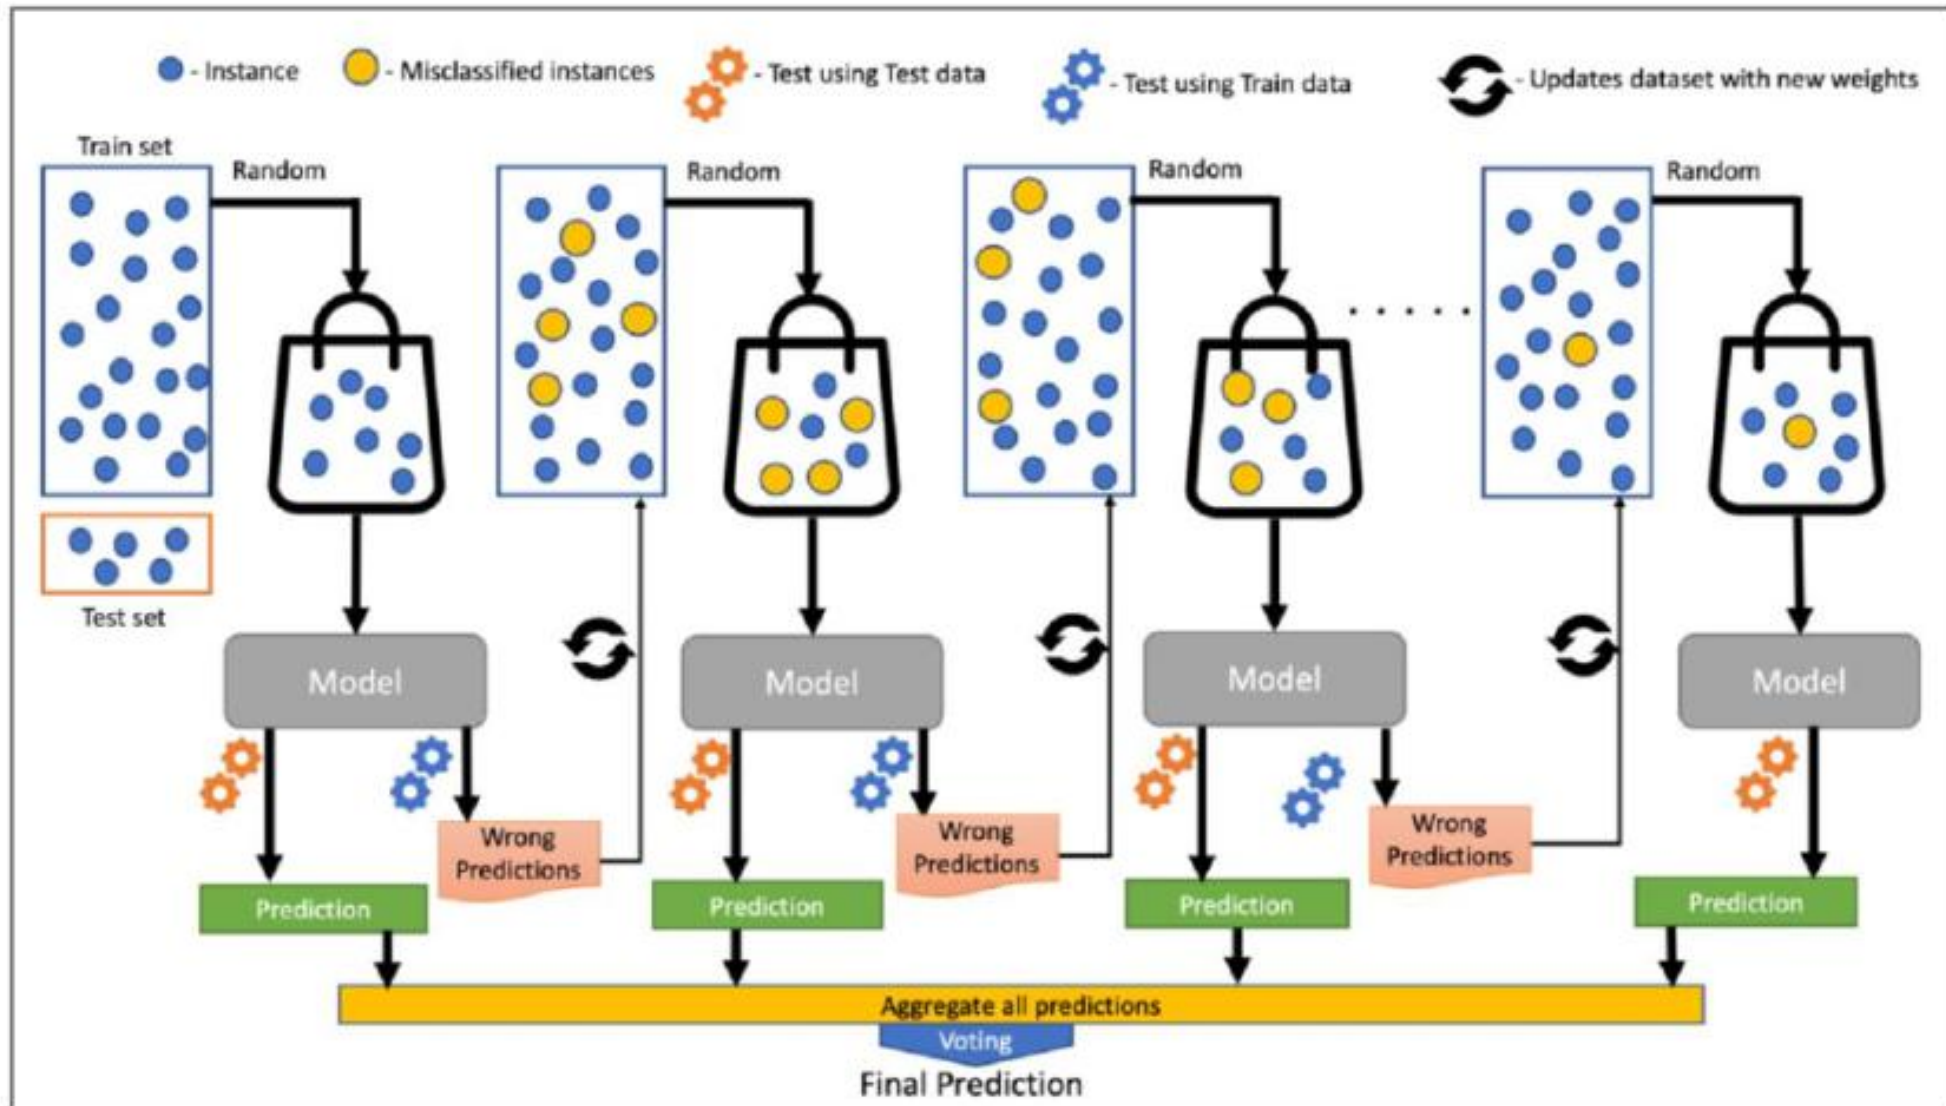 - Instance
- Misclassified instances
- Test using Test data
- Test using Train data
- Updates dataset with new weights
Train set
Random
Random
Random
Random
Test set
Model
Model
Model
Model
Wrong
Predictions
Wrong
Predictions
Wrong
Predictions
Prediction
Prediction
Prediction
Prediction
Aggregate all predictions
Voting
Final Prediction